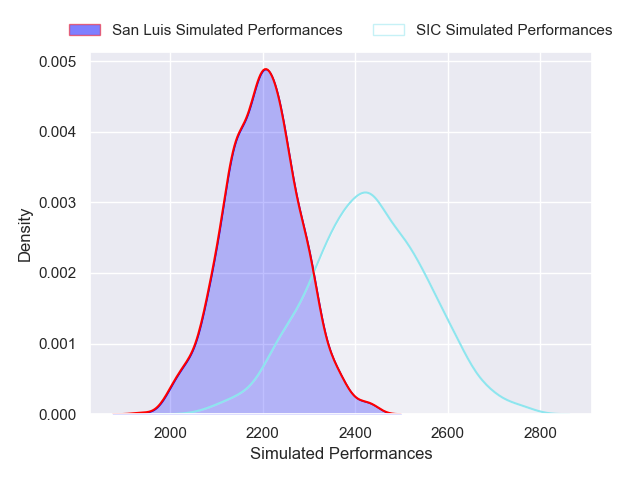 San Luis Simulated Performances SIC Simulated Performances
0.005
0.004
0.003
0.002
0.001
0.000
Density
2000 2200 2400 2600 2800
Simulated Performances